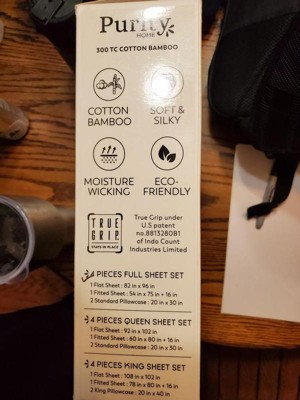 Purity
HOME
300 TC COTTON BAMBOO
COTTON
BAMBOO
SOFT &
SILKY
MOISTURE
WICKING
ECO-
FRIENDLY
TRUE
GRIP
STAYS IN PLACE
True Grip under
U.S patent
no.8813280B1
of Indo Count
Industries Limited
4 PIECES FULL SHEET SET
1 Flat Sheet : 82 in x 96 in
1 Fitted Sheet : 54 in x 75 in + 16 in
2 Standard Pillowcase : 20 in x 30 in
4 PIECES QUEEN SHEET SET
1 Flat Sheet : 92 in x 102 in
1 Fitted Sheet : 60 in x 80 in + 16 in
2 Standard Pillowcase : 20 in x 30 in
4 PIECES KING SHEET SET
1 Flat Sheet : 108 in x 102 in
1 Fitted Sheet : 78 in x 80 in + 16 in
2 King Pillowcase : 20 in x 40 in